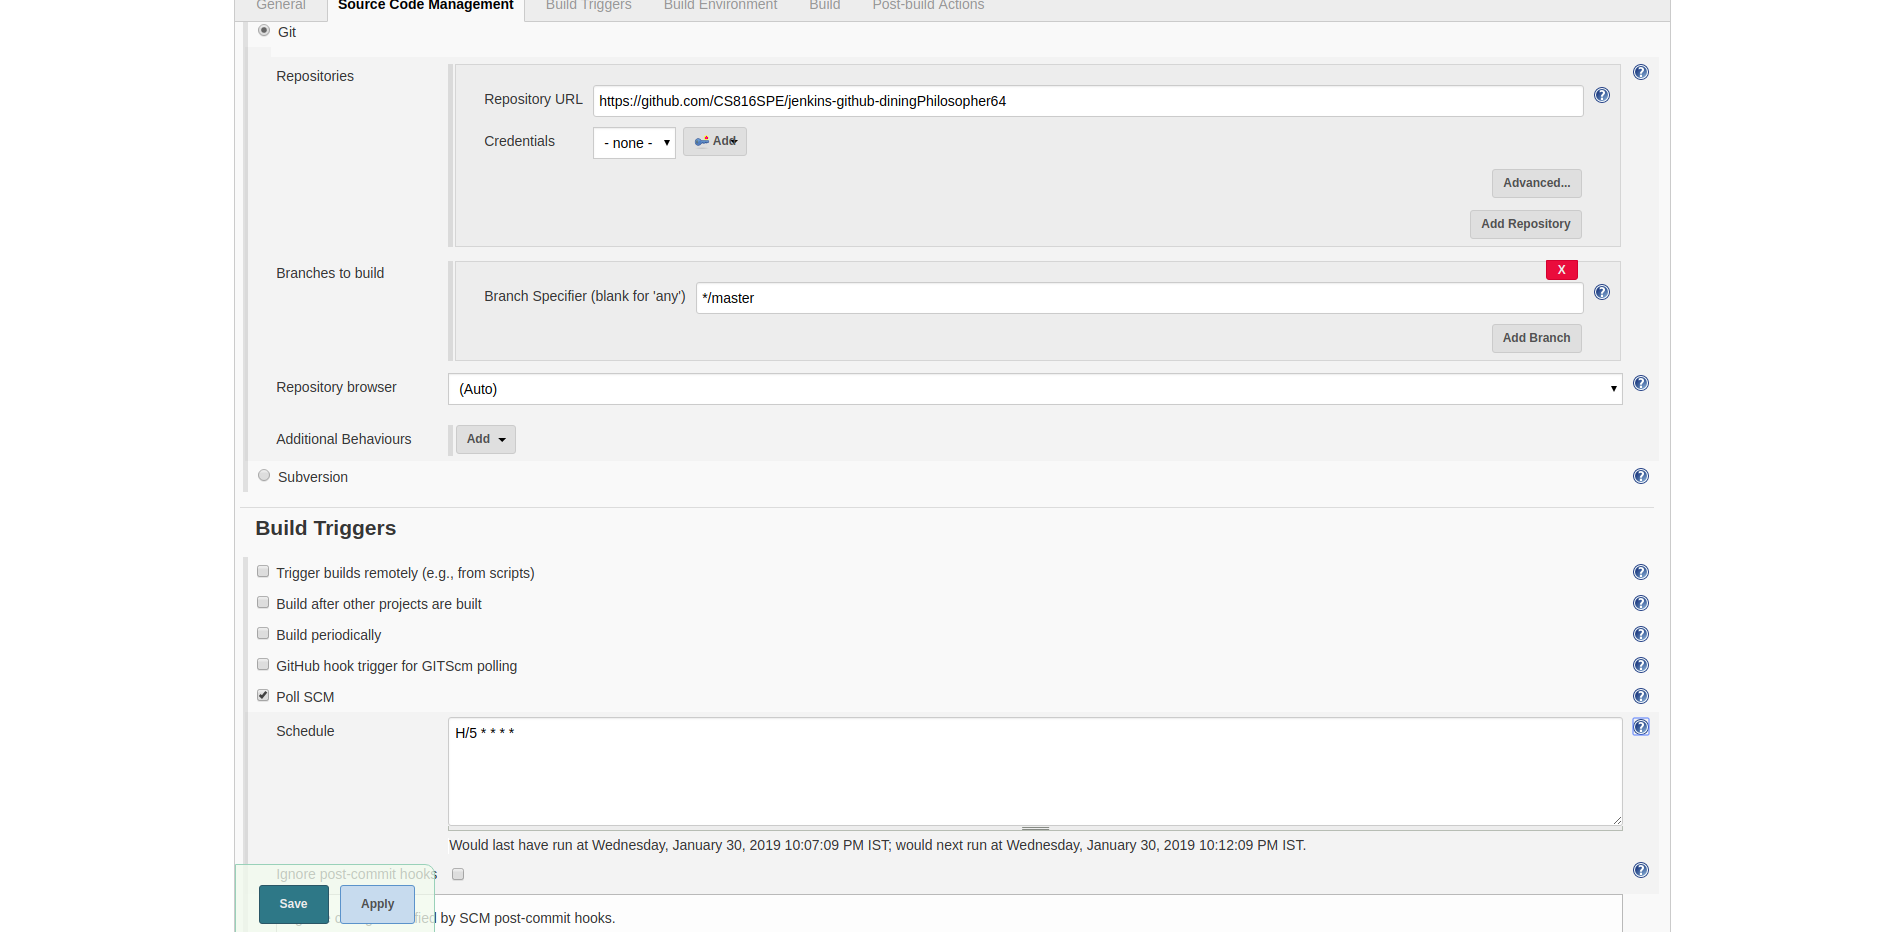 General Source Code Management Build Triggers Build Environment Build Post-build Actions
Git
Repositories
Repository URL https://github.com/CS816SPE/jenkins-github-diningPhilosopher64
Credentials - none - Add
Advanced...
Add Repository
Branches to build
X
Branch Specifier (blank for 'any') */master
Add Branch
Repository browser (Auto)
Additional Behaviours Add
Subversion
Build Triggers
Trigger builds remotely (e.g., from scripts)
Build after other projects are built
Build periodically
GitHub hook trigger for GITScm polling
Poll SCM
Schedule H/5 * * * *
Would last have run at Wednesday, January 30, 2019 10:07:09 PM IST; would next run at Wednesday, January 30, 2019 10:12:09 PM IST.
Ignore post-commit hooks
Save Apply
by SCM post-commit hooks.